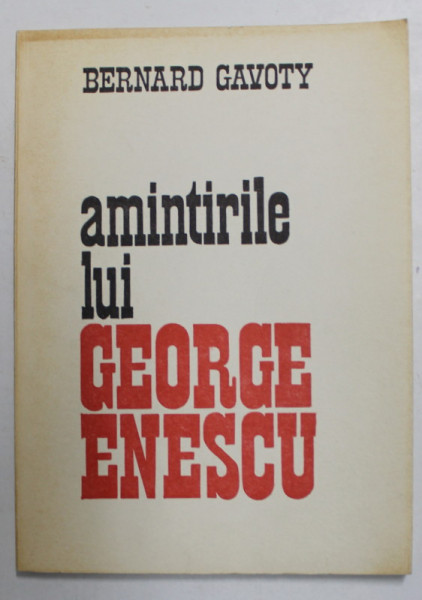 BERNARD GAVOTY
amintirile
lui
GEORGE
ENESCU